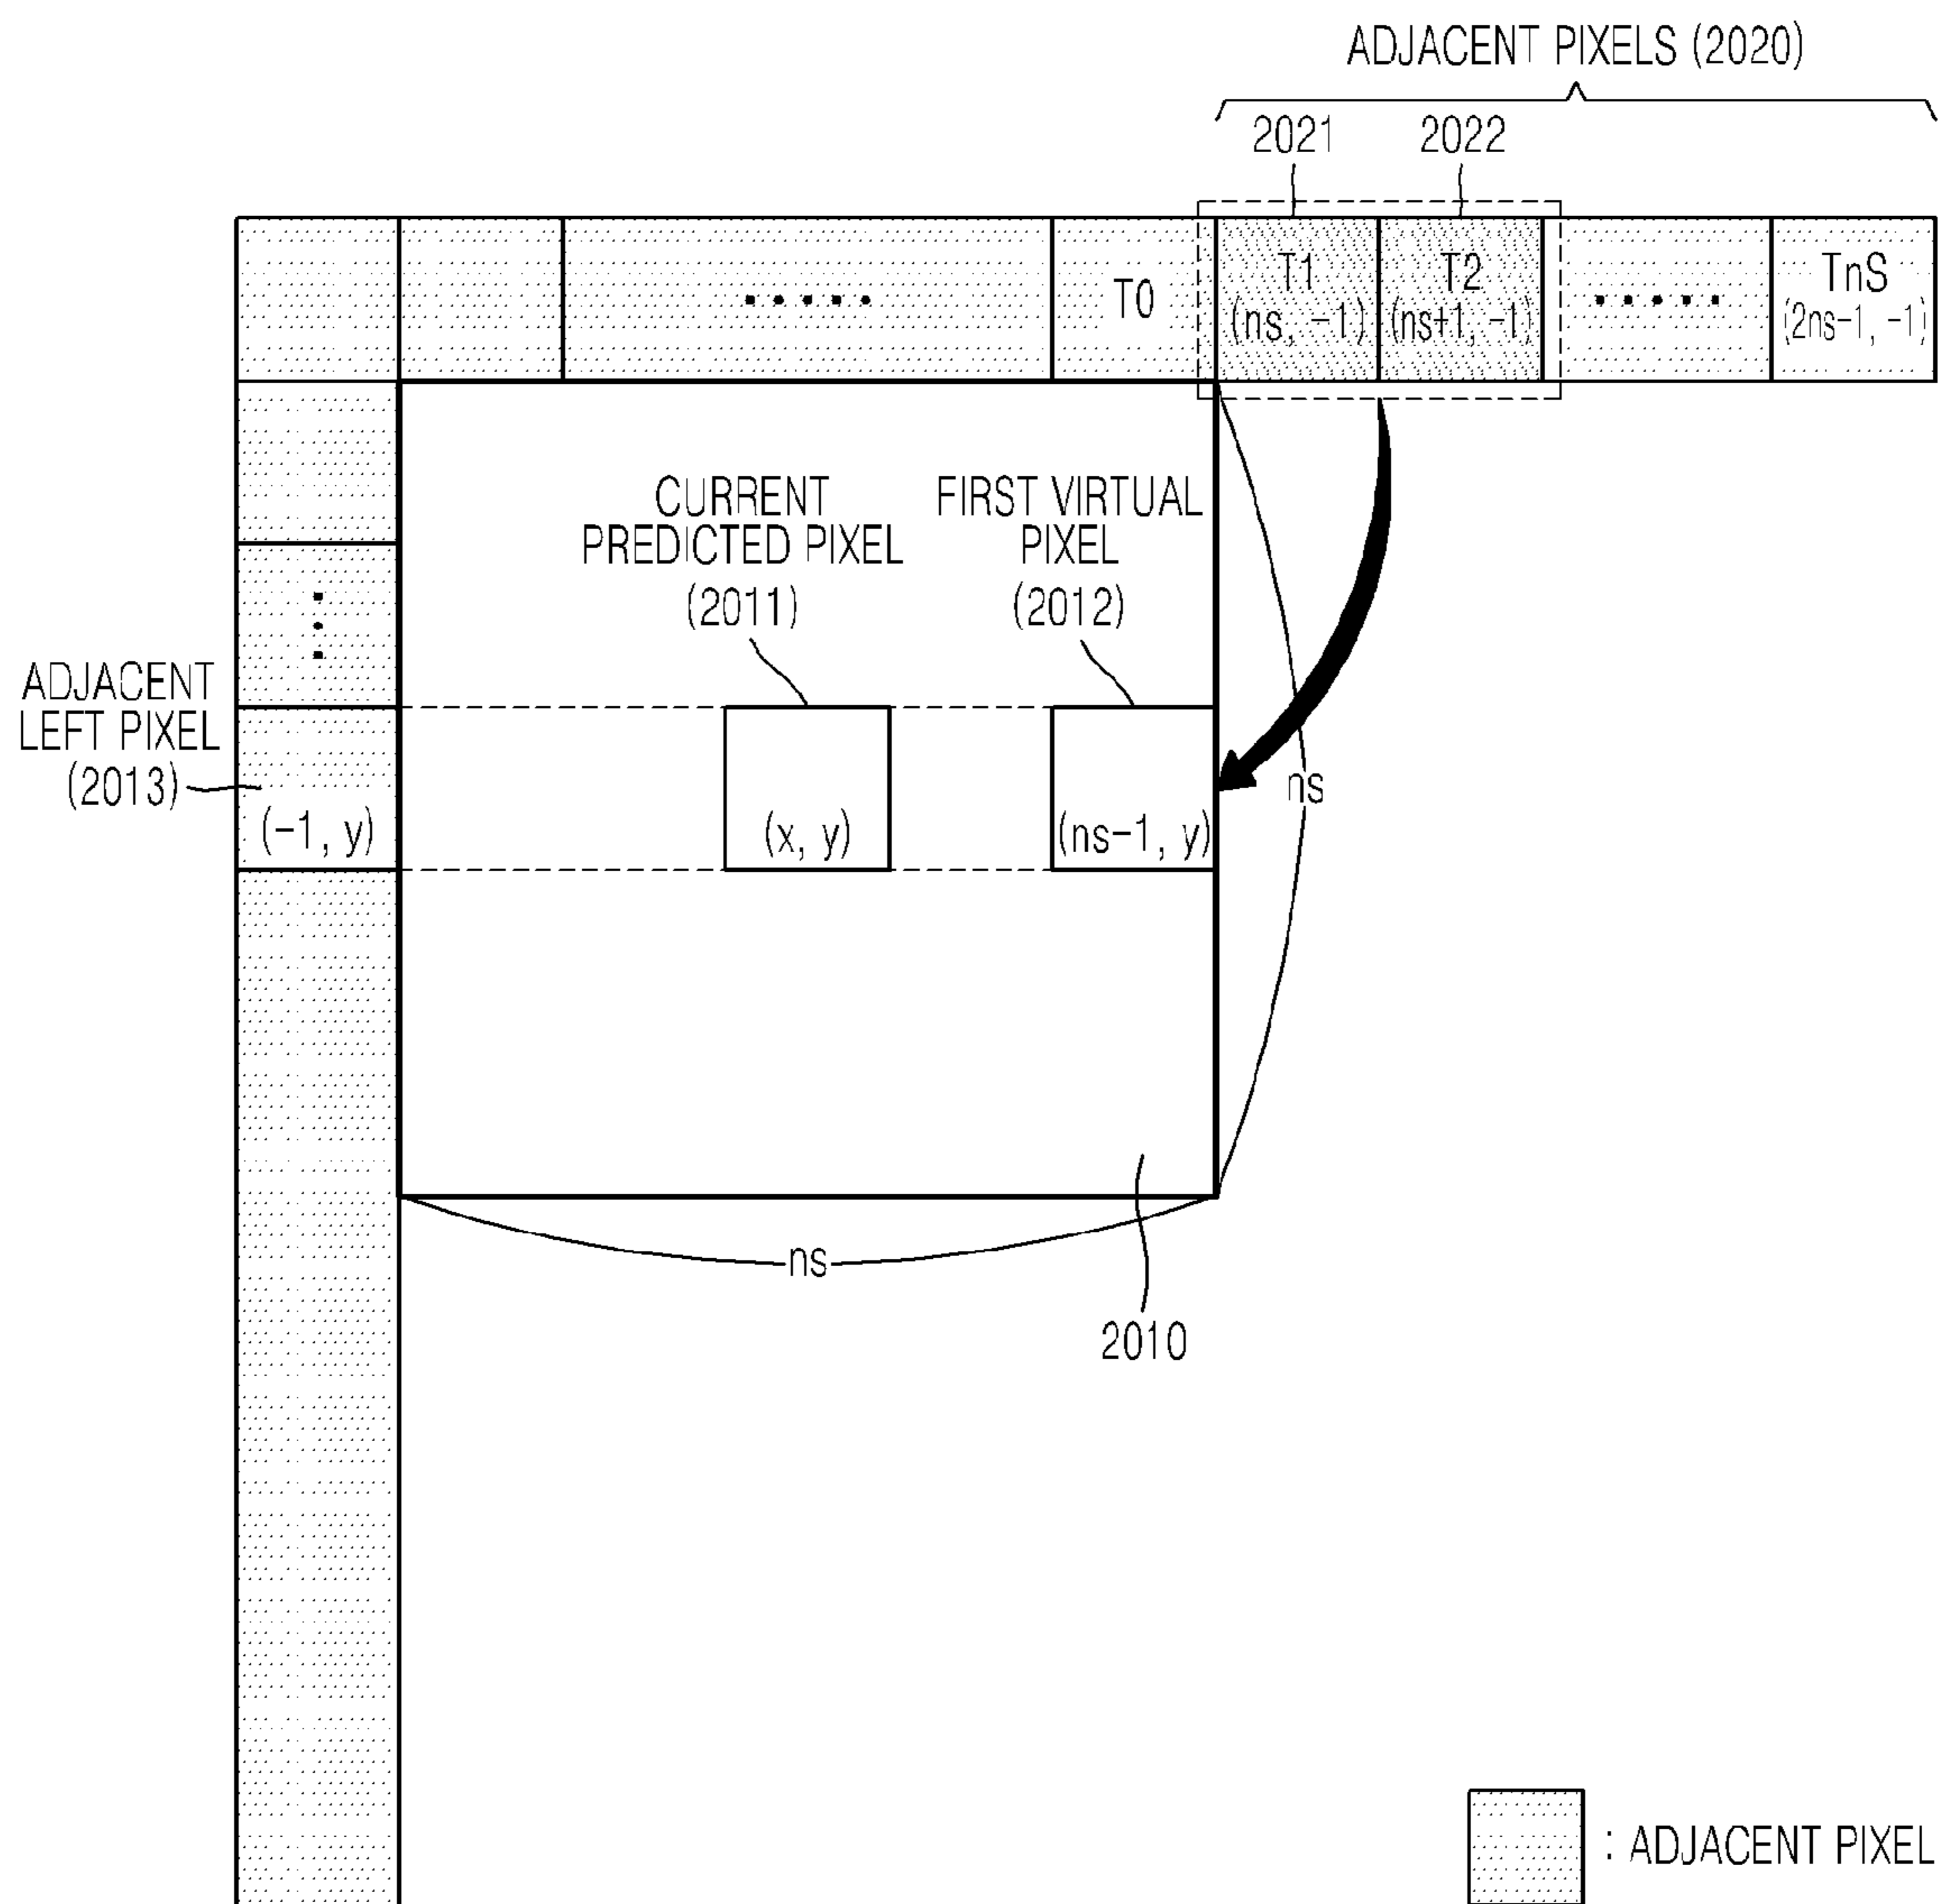 ADJACENT PIXELS (2020)
2021
2022
T0
T1
(ns, -1)
T2
(ns+1, -1)
TnS
(2ns-1, -1)
CURRENT
PREDICTED PIXEL
(2011)
FIRST VIRTUAL
PIXEL
(2012)
ADJACENT
LEFT PIXEL
(2013)
(-1, y)
(x, y)
(ns-1, y)
ns
ns
2010
: ADJACENT PIXEL